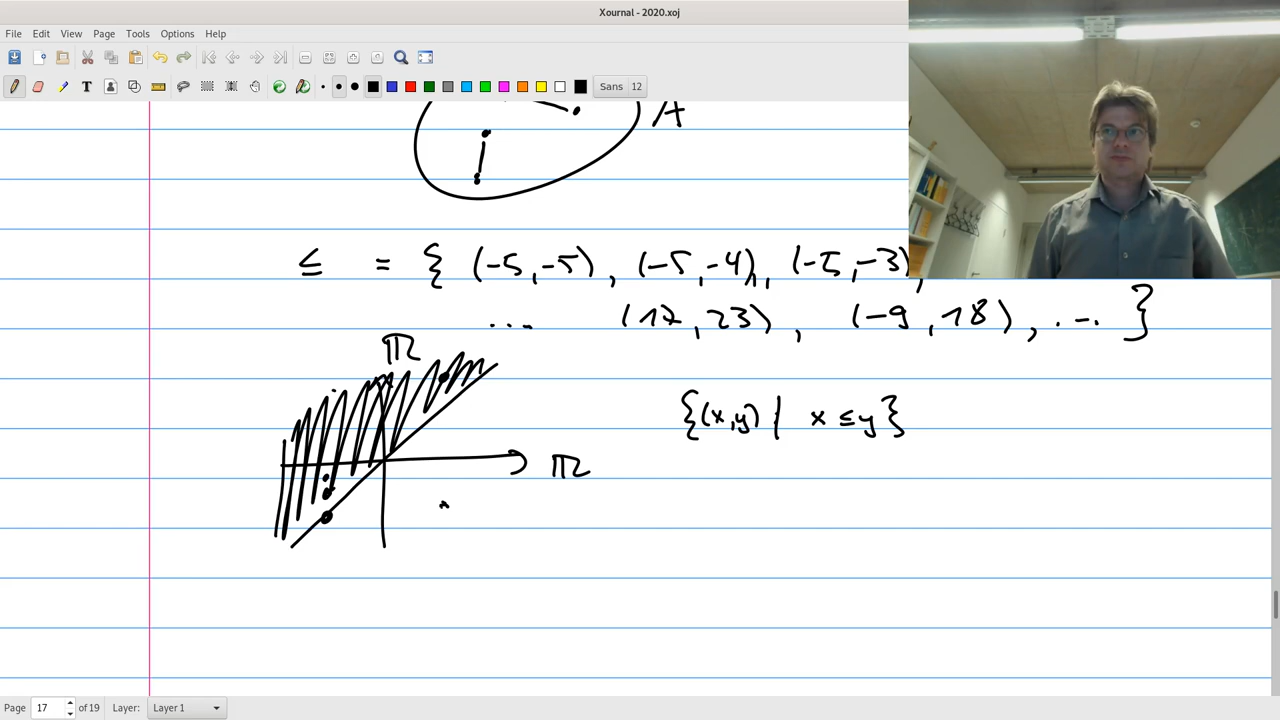 Xournal - 2020.xoj
File Edit View Page Tools Options Help
Sans 12
A
≤ = { (-5,-5), (-5,-4), (-5,-3),
... (17,23), (-9,18), ... }
ℝ
{(x,y) | x ≤ y}
ℝ
Page 17 of 19 Layer: Layer 1